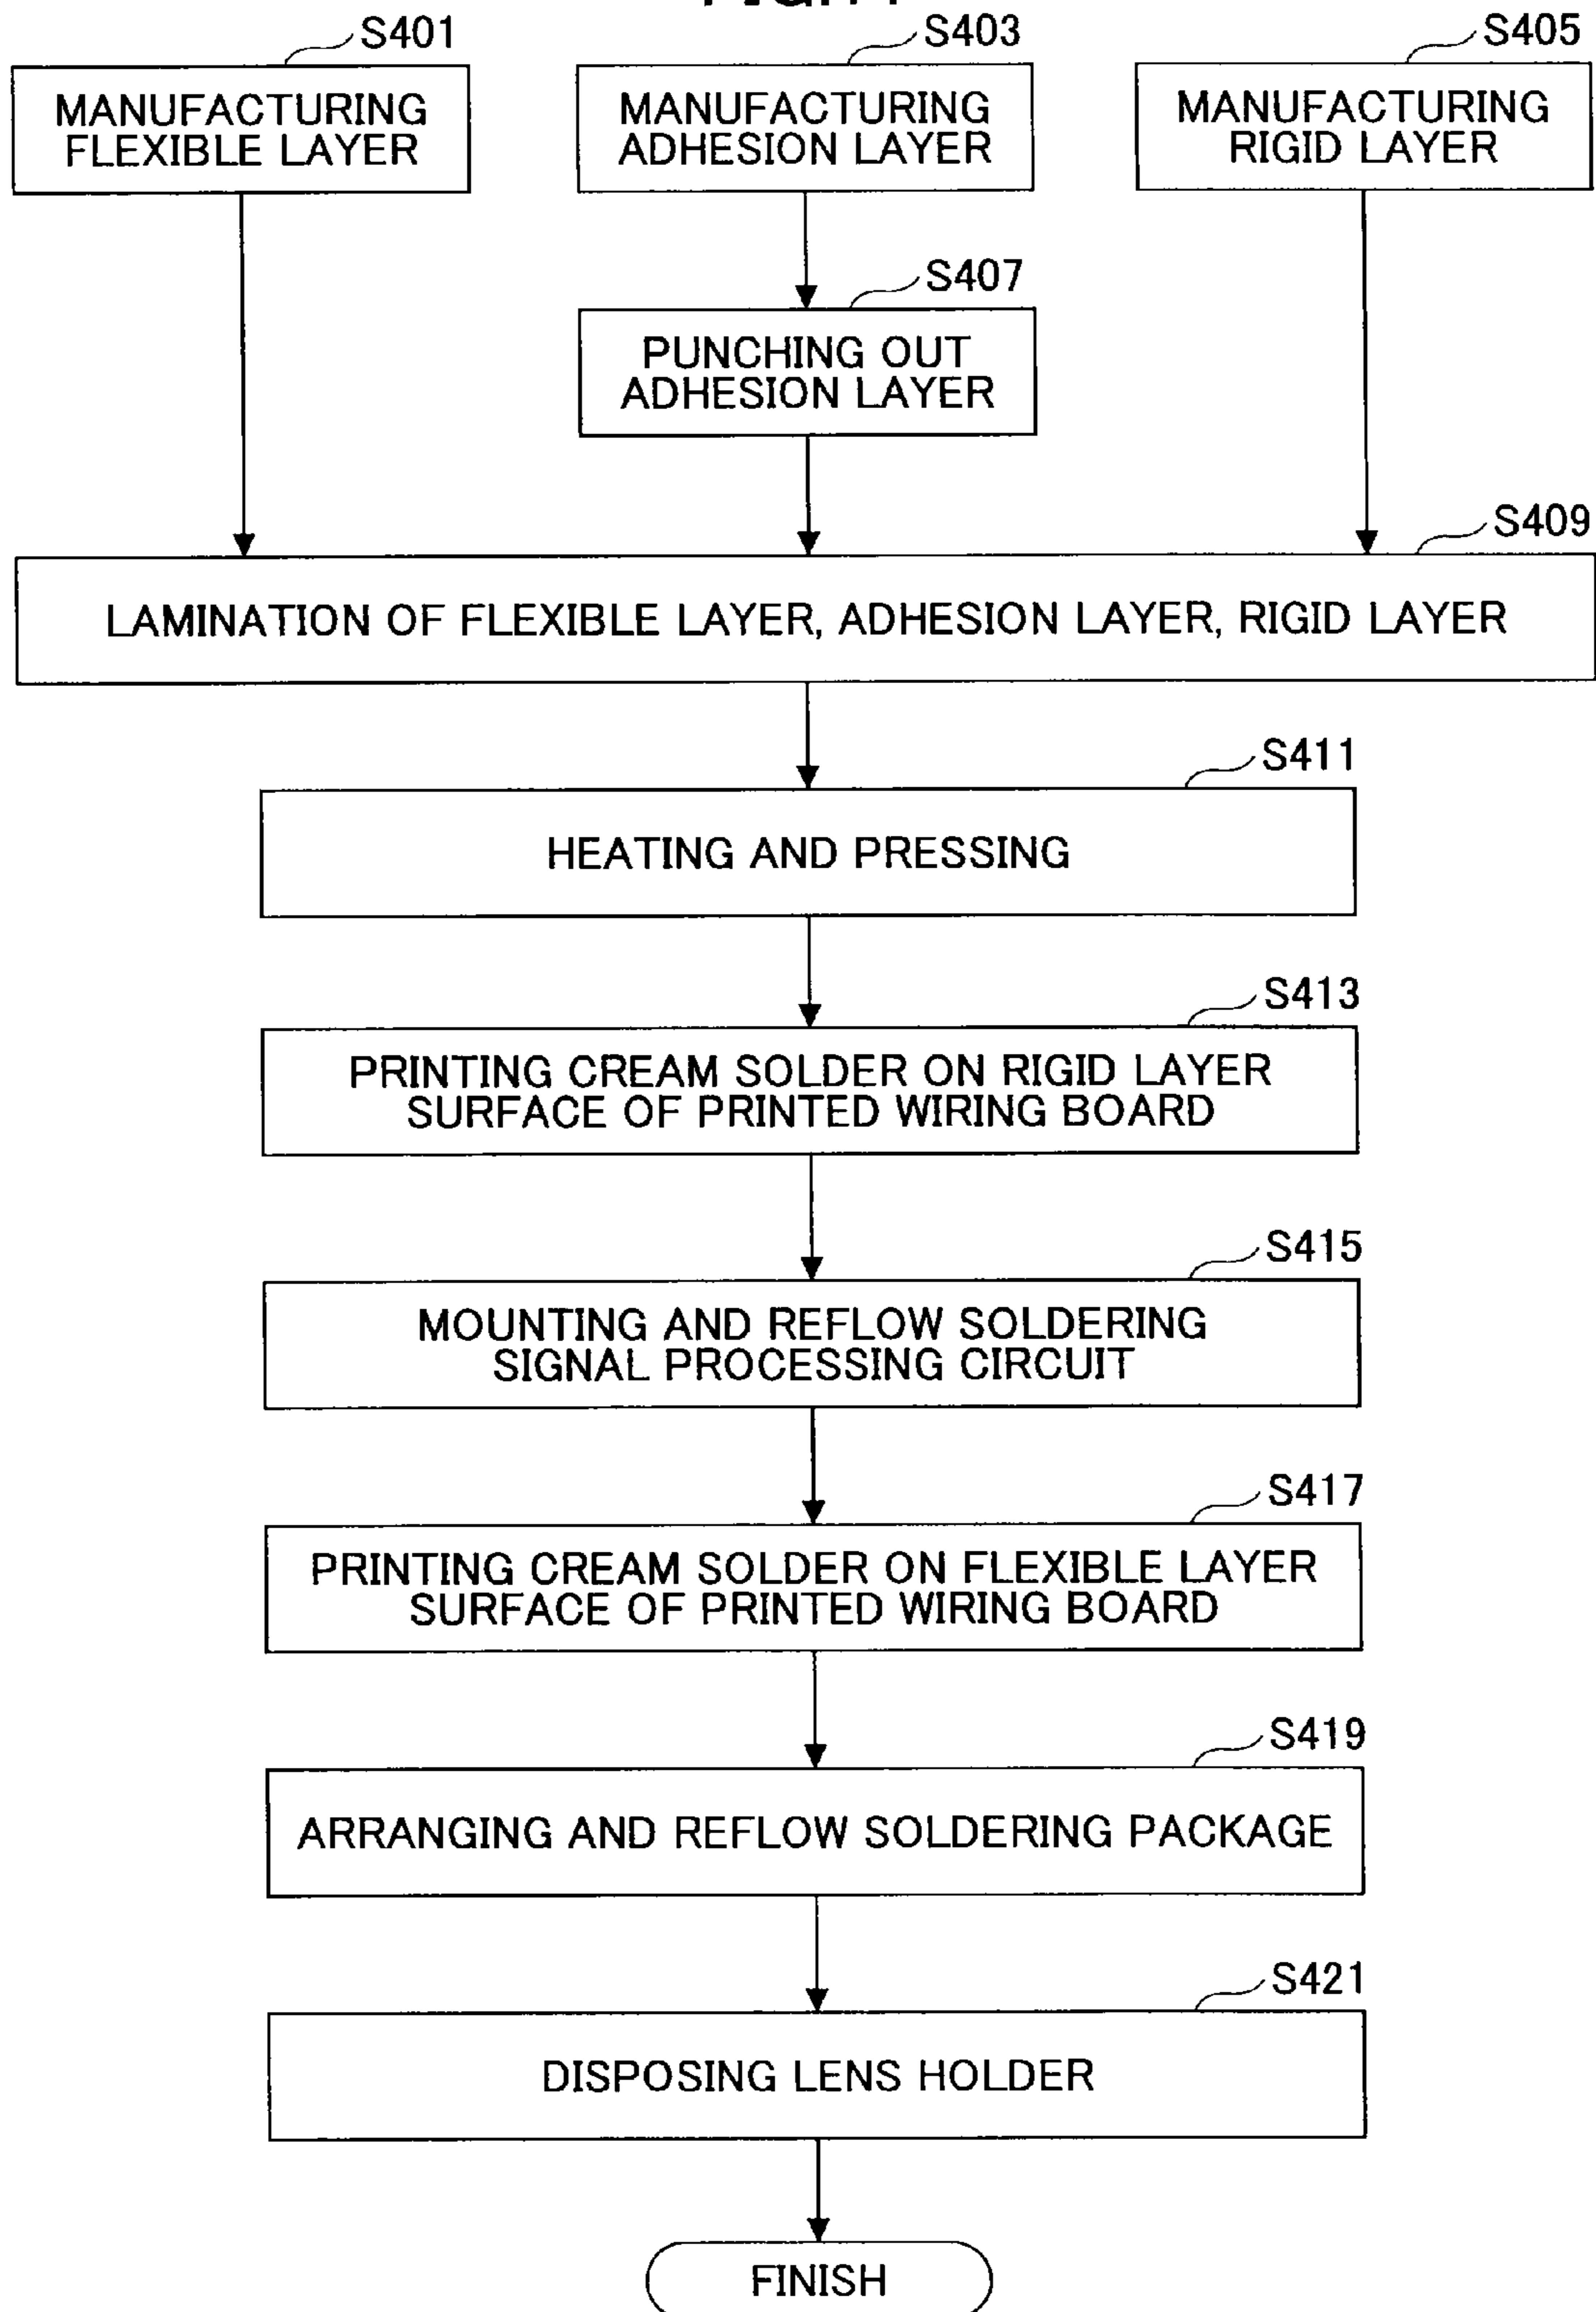 S401
MANUFACTURING
FLEXIBLE LAYER
S403
MANUFACTURING
ADHESION LAYER
S405
MANUFACTURING
RIGID LAYER
S407
PUNCHING OUT
ADHESION LAYER
S409
LAMINATION OF FLEXIBLE LAYER, ADHESION LAYER, RIGID LAYER
S411
HEATING AND PRESSING
S413
PRINTING CREAM SOLDER ON RIGID LAYER
SURFACE OF PRINTED WIRING BOARD
S415
MOUNTING AND REFLOW SOLDERING
SIGNAL PROCESSING CIRCUIT
S417
PRINTING CREAM SOLDER ON FLEXIBLE LAYER
SURFACE OF PRINTED WIRING BOARD
S419
ARRANGING AND REFLOW SOLDERING PACKAGE
S421
DISPOSING LENS HOLDER
FINISH